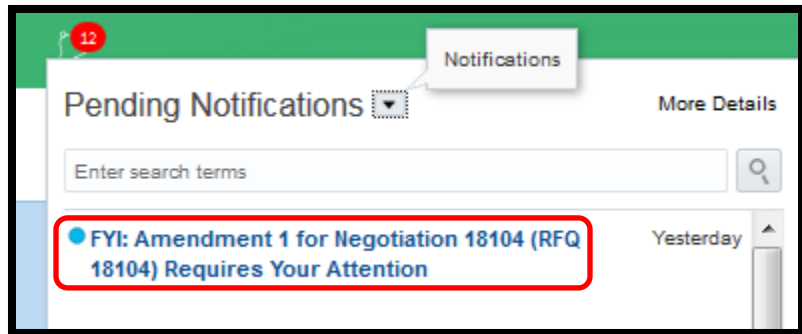 12
Notifications
Pending Notifications
More Details
Enter search terms
FYI: Amendment 1 for Negotiation 18104 (RFQ
18104) Requires Your Attention
Yesterday